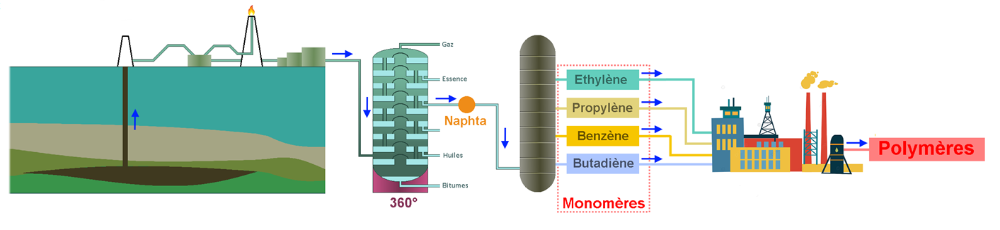 Gaz
Essence
Naphta
Huiles
Bitumes
360°
Ethylène
Propylène
Benzène
Butadiène
Monomères
Polymères